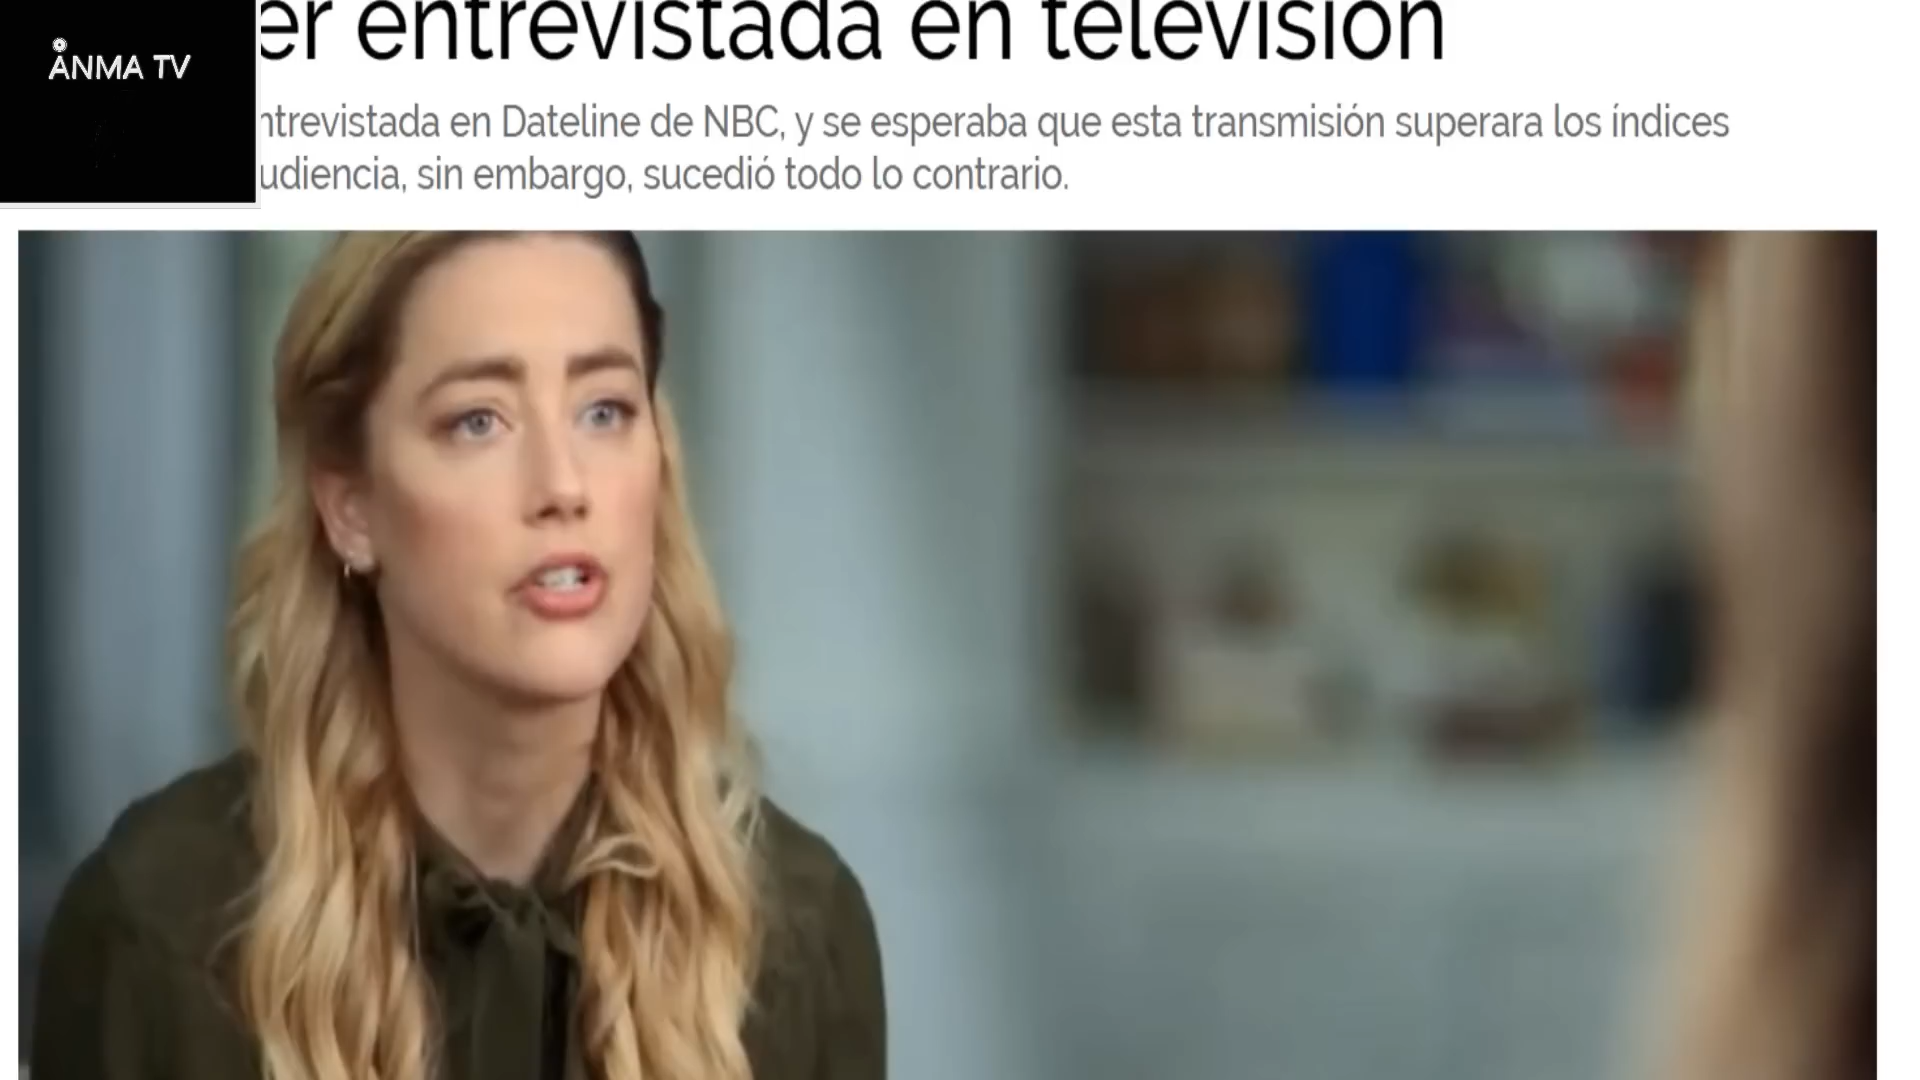 ANMA TV
er entrevistada en televisión
ntrevistada en Dateline de NBC, y se esperaba que esta transmisión superara los índices
udiencia, sin embargo, sucedió todo lo contrario.